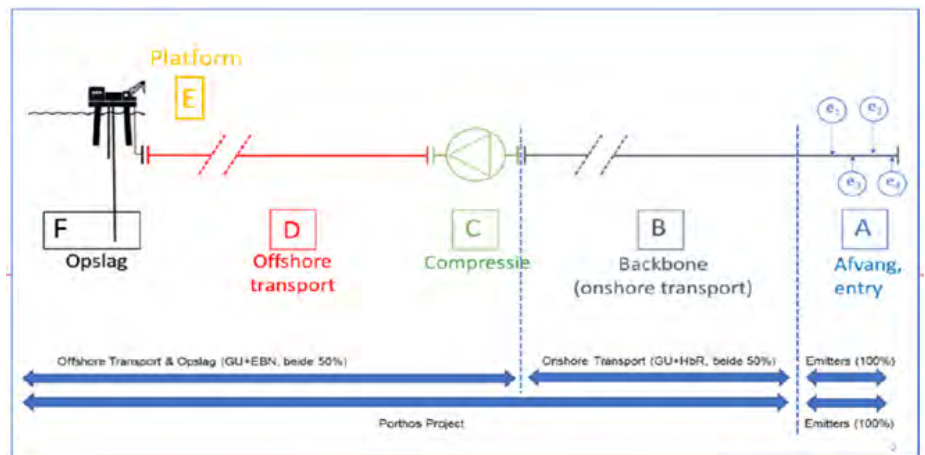 Platform
E
e1
e2
e3
e4
F
D
C
B
A
Opslag
Offshore
transport
Compressie
Backbone
(onshore transport)
Afvang,
entry
Offshore Transport & Opslag (GU+EBN, beide 50%)
Onshore Transport (GU+HbR, beide 50%)
Emitters (100%)
Porthos Project
Emitters (100%)